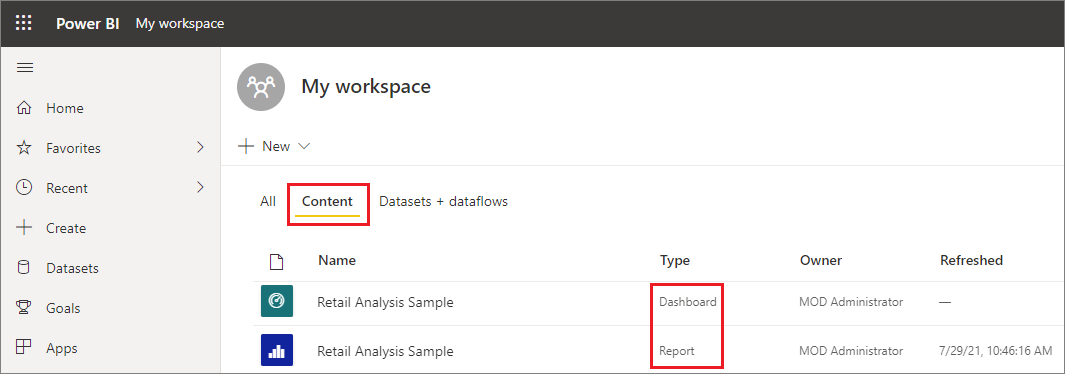 Power BI My workspace
My workspace
Home
Favorites
Recent
Create
Datasets
Goals
Apps
New
All Content Datasets + dataflows
Name Type Owner Refreshed
Retail Analysis Sample Dashboard MOD Administrator —
Retail Analysis Sample Report MOD Administrator 7/29/21, 10:46:16 AM